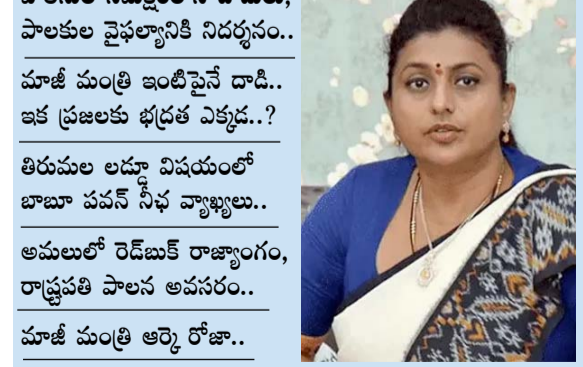 పాలకుల వైఫల్యానికి నిదర్శనం..
మాజీ మంత్రి ఇంటిపైనే దాడి..
ఇక ప్రజలకు భద్రత ఎక్కడ..?
తిరుమల లడ్డూ విషయంలో
బాబూ పవన్ నీఛ వ్యాఖ్యలు..
అమలులో రెడ్‌బుక్ రాజ్యాంగం,
రాష్ట్రపతి పాలన అవసరం..
మాజీ మంత్రి ఆర్కె రోజా..